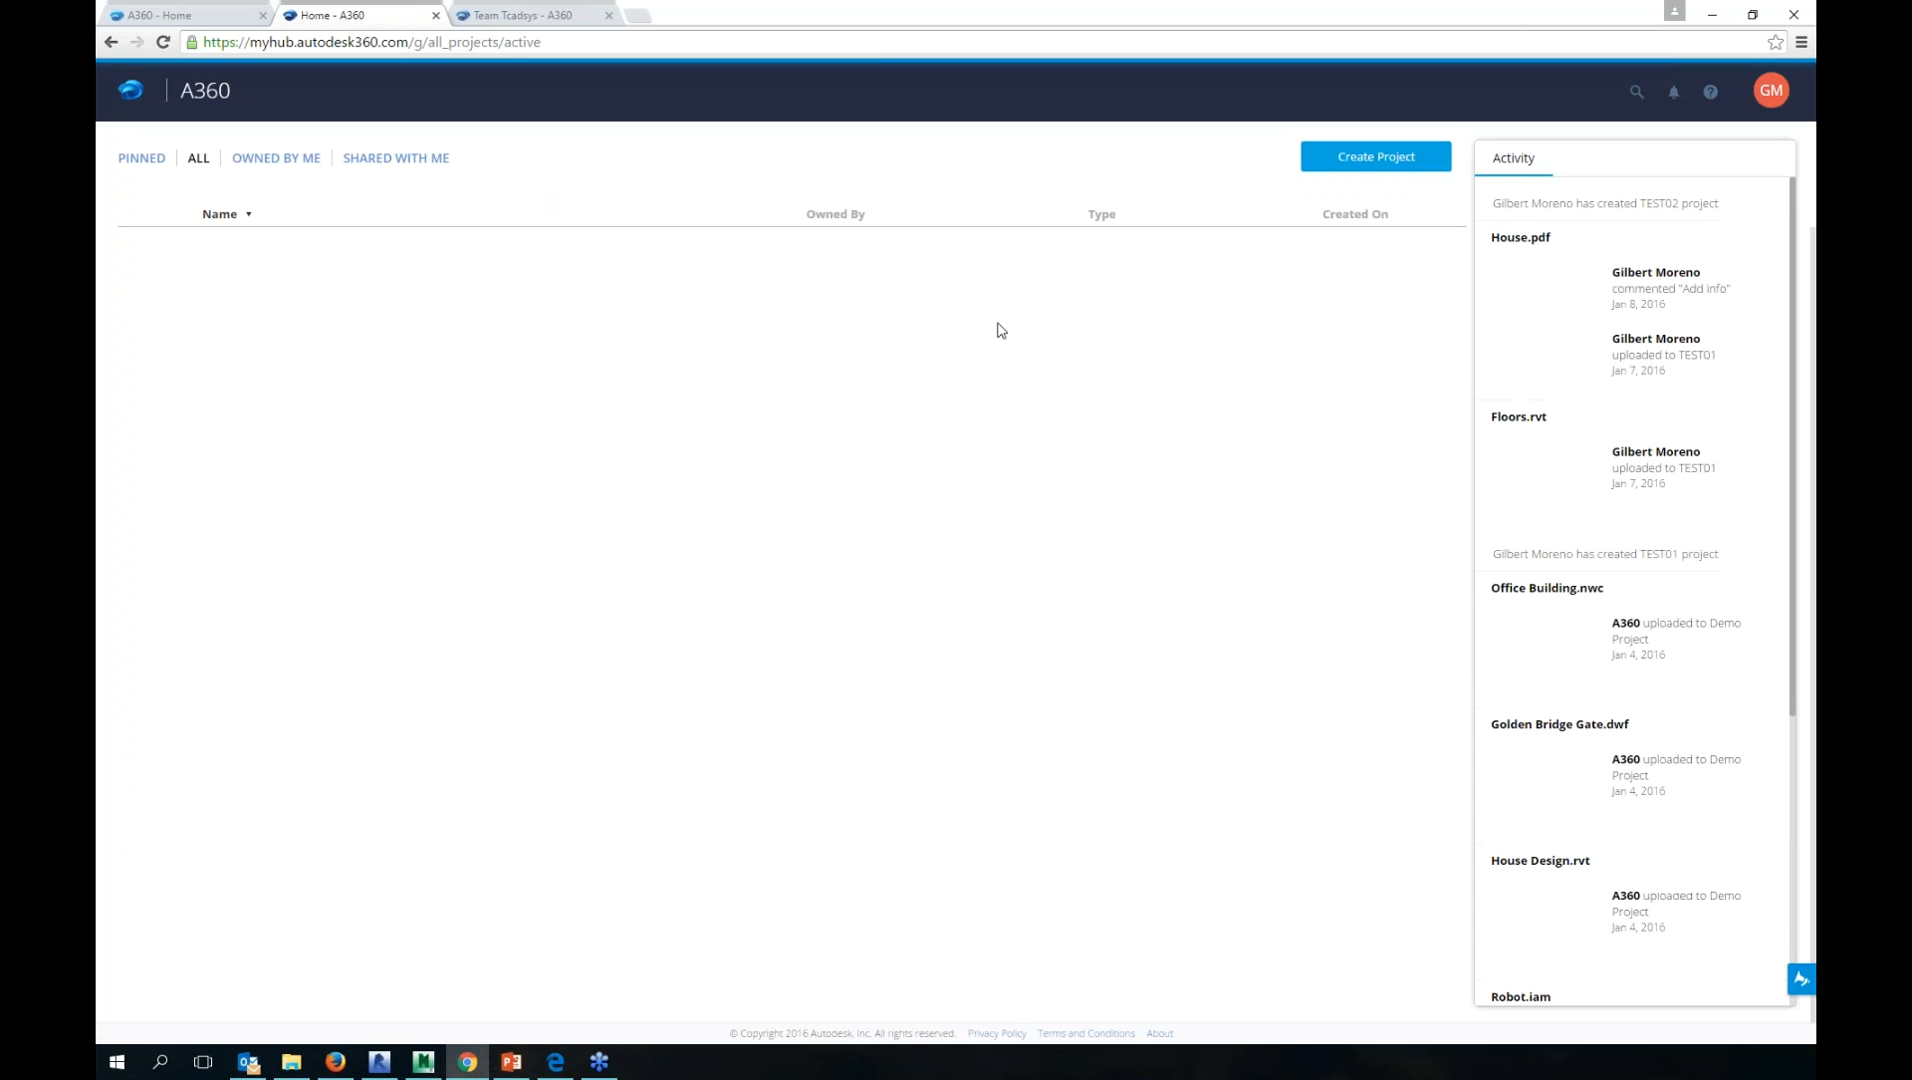 A360 - Home
Home - A360
Team Tcadsys - A360
https://myhub.autodesk360.com/g/all_projects/active
A360
GM
PINNED
ALL
OWNED BY ME
SHARED WITH ME
Create Project
Activity
Name
Owned By
Type
Created On
Gilbert Moreno has created TEST02 project
House.pdf
Gilbert Moreno
commented "Add info"
Jan 8, 2016
Gilbert Moreno
uploaded to TEST01
Jan 7, 2016
Floors.rvt
Gilbert Moreno
uploaded to TEST01
Jan 7, 2016
Gilbert Moreno has created TEST01 project
Office Building.nwc
A360 uploaded to Demo
Project
Jan 4, 2016
Golden Bridge Gate.dwf
A360 uploaded to Demo
Project
Jan 4, 2016
House Design.rvt
A360 uploaded to Demo
Project
Jan 4, 2016
Robot.iam
© Copyright 2016 Autodesk, Inc. All rights reserved.
Privacy Policy
Terms and Conditions
About